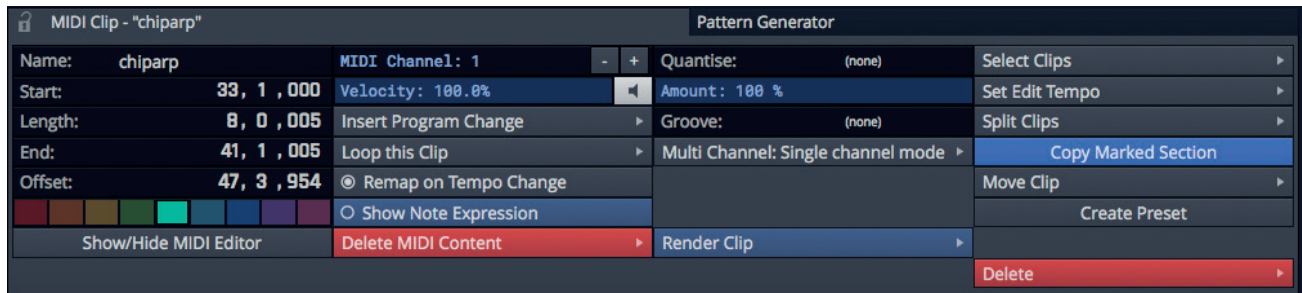 MIDI Clip - "chiparp"
Pattern Generator
Name: chiparp
Start: 33, 1 ,000
Length: 8, 0 ,005
End: 41, 1 ,005
Offset: 47, 3 ,954
Show/Hide MIDI Editor
MIDI Channel: 1 - +
Velocity: 100.0%
Insert Program Change
Loop this Clip
Remap on Tempo Change
Show Note Expression
Delete MIDI Content
Quantise: (none)
Amount: 100 %
Groove: (none)
Multi Channel: Single channel mode
Render Clip
Select Clips
Set Edit Tempo
Split Clips
Copy Marked Section
Move Clip
Create Preset
Delete